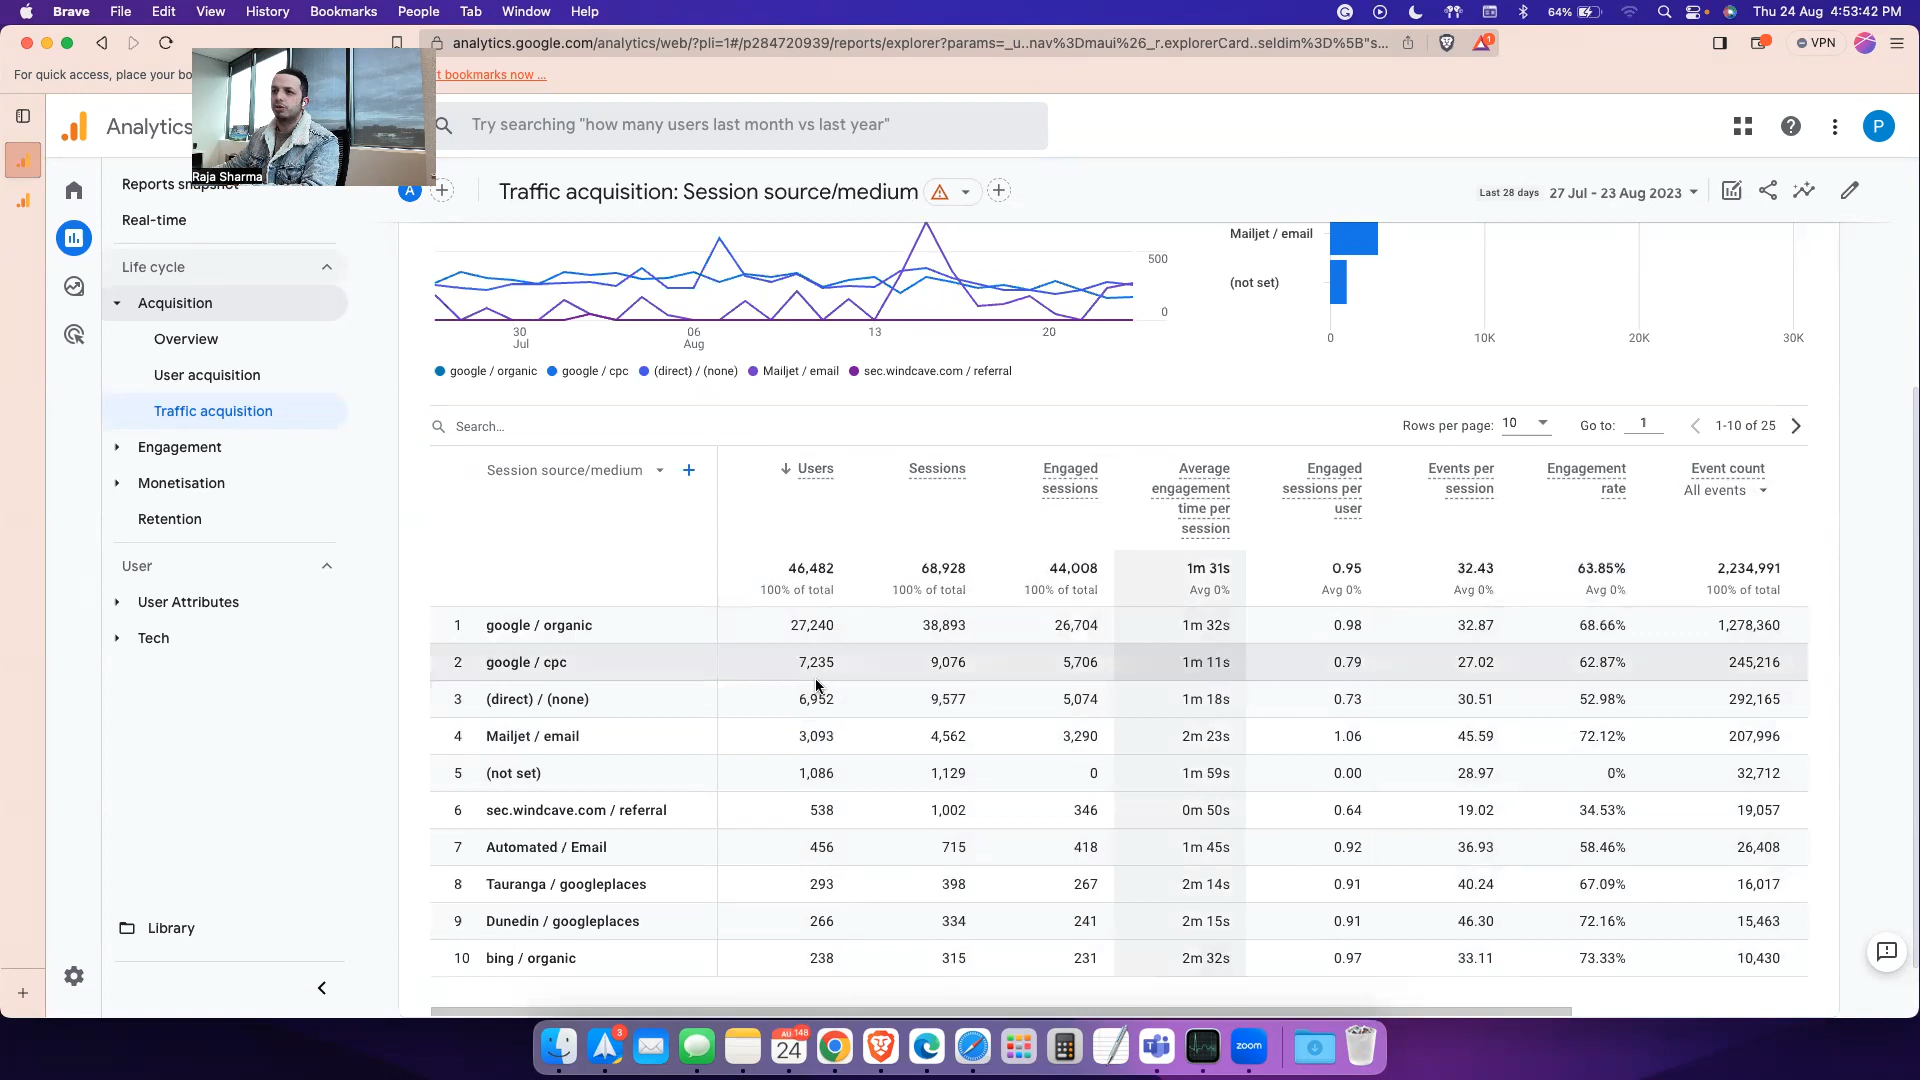 Brave File Edit View History Bookmarks People Tab Window Help 64% Thu 24 Aug 4:53:42 PM
analytics.google.com/analytics/web/?pli=1#/p284720939/reports/explorer?params=_u..nav%3Dmaui%26_r.explorerCard..seldim%3D%5B"s... 1 VPN
For quick access, place your bo
t bookmarks now ...
Analytics
Try searching "how many users last month vs last year"
P
Raja Sharma
Reports snapshot
Real-time
Life cycle
Acquisition
Overview
User acquisition
Traffic acquisition
Engagement
Monetisation
Retention
User
User Attributes
Tech
Library
A
Traffic acquisition: Session source/medium
Last 28 days 27 Jul - 23 Aug 2023
500
0
30 Jul
06 Aug
13
20
google / organic google / cpc (direct) / (none) Mailjet / email sec.windcave.com / referral
Mailjet / email
(not set)
0 10K 20K 30K
Search...
Rows per page: 10 Go to: 1 1-10 of 25
Session source/medium + Users Sessions Engaged sessions Average engagement time per session Engaged sessions per user Events per session Engagement rate Event count All events
46,482 68,928 44,008 1m 31s 0.95 32.43 63.85% 2,234,991
100% of total 100% of total 100% of total Avg 0% Avg 0% Avg 0% Avg 0% 100% of total
1 google / organic 27,240 38,893 26,704 1m 32s 0.98 32.87 68.66% 1,278,360
2 google / cpc 7,235 9,076 5,706 1m 11s 0.79 27.02 62.87% 245,216
3 (direct) / (none) 6,952 9,577 5,074 1m 18s 0.73 30.51 52.98% 292,165
4 Mailjet / email 3,093 4,562 3,290 2m 23s 1.06 45.59 72.12% 207,996
5 (not set) 1,086 1,129 0 1m 59s 0.00 28.97 0% 32,712
6 sec.windcave.com / referral 538 1,002 346 0m 50s 0.64 19.02 34.53% 19,057
7 Automated / Email 456 715 418 1m 45s 0.92 36.93 58.46% 26,408
8 Tauranga / googleplaces 293 398 267 2m 14s 0.91 40.24 67.09% 16,017
9 Dunedin / googleplaces 266 334 241 2m 15s 0.91 46.30 72.16% 15,463
10 bing / organic 238 315 231 2m 32s 0.97 33.11 73.33% 10,430
3
148
24
zoom